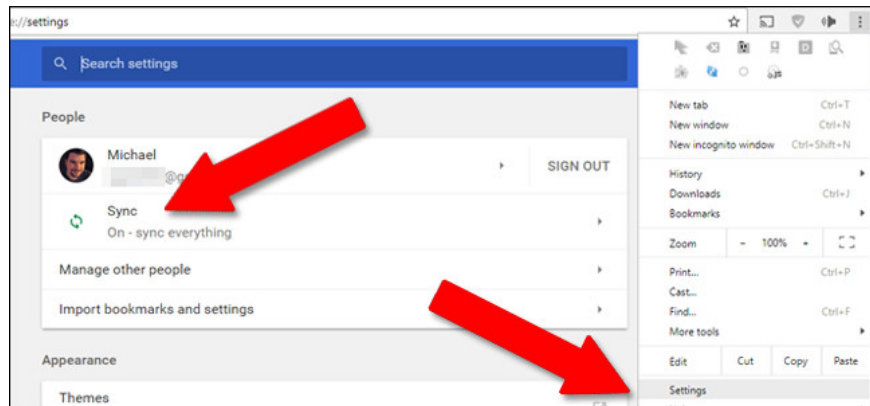 e://settings
Search settings
People
Michael
SIGN OUT
Sync
On - sync everything
Manage other people
Import bookmarks and settings
Appearance
Themes
New tab Ctrl+T
New window Ctrl+N
New incognito window Ctrl+Shift+N
History
Downloads Ctrl+J
Bookmarks
Zoom - 100% +
Print... Ctrl+P
Cast...
Find... Ctrl+F
More tools
Edit Cut Copy Paste
Settings